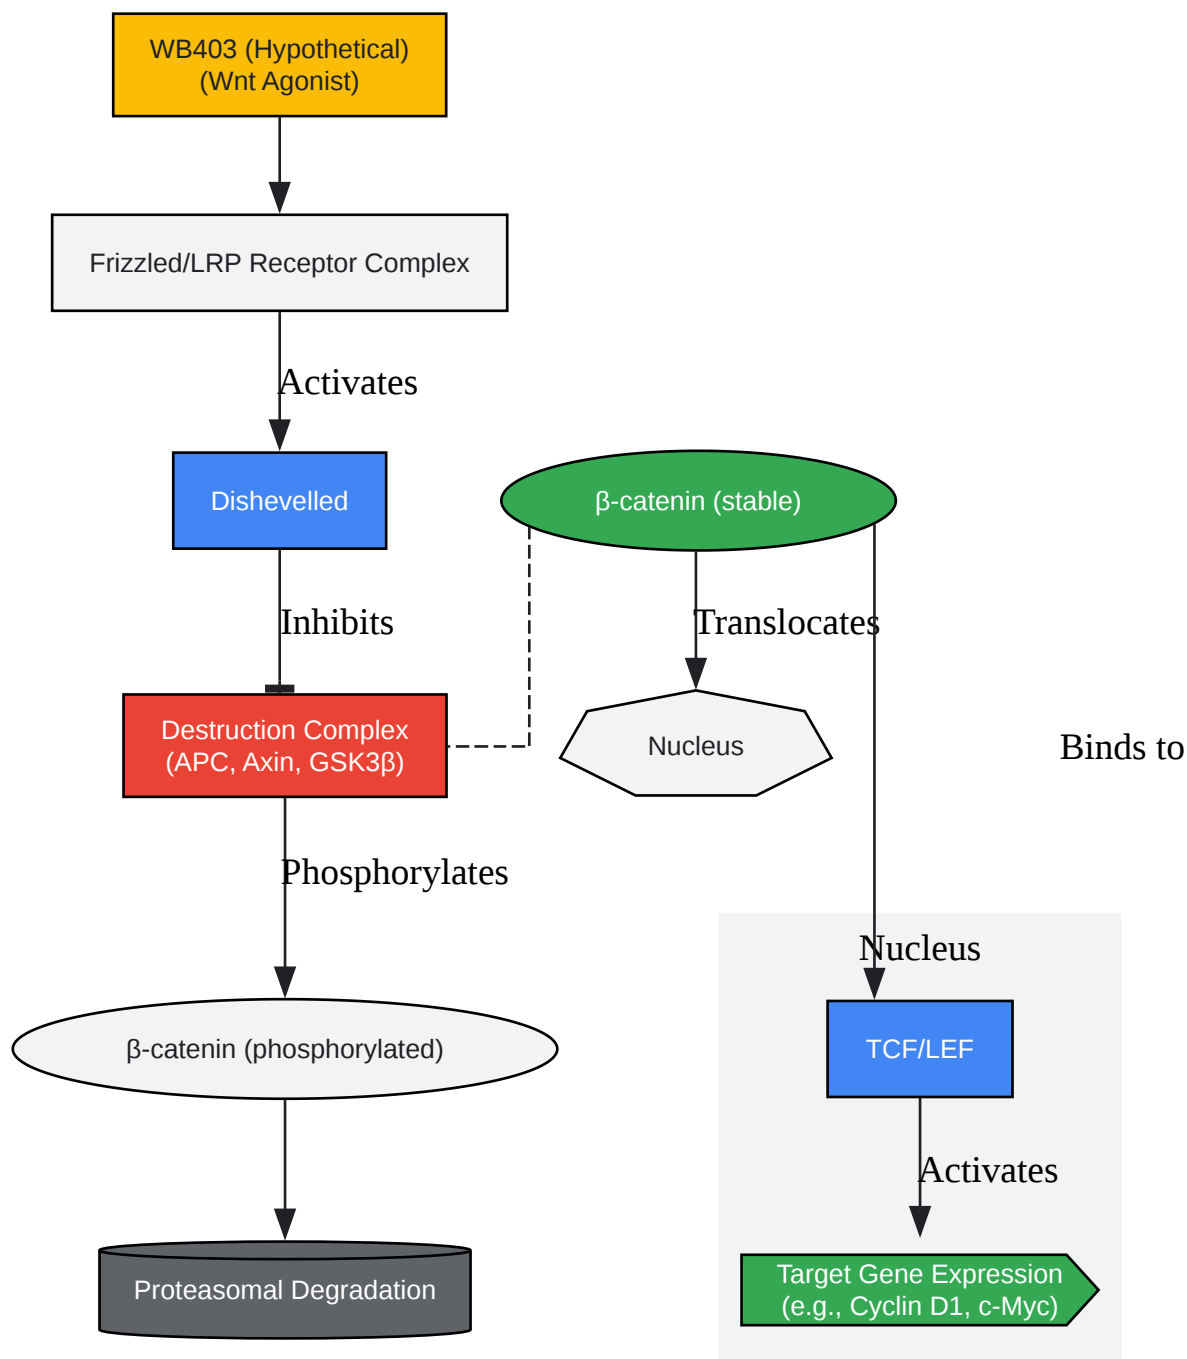 WB403 (Hypothetical)
(Wnt Agonist)
Frizzled/LRP Receptor Complex
Activates
Dishevelled
β-catenin (stable)
Inhibits
Translocates
Destruction Complex
(APC, Axin, GSK3β)
Nucleus
Binds to
Phosphorylates
Nucleus
β-catenin (phosphorylated)
TCF/LEF
Activates
Proteasomal Degradation
Target Gene Expression
(e.g., Cyclin D1, c-Myc)